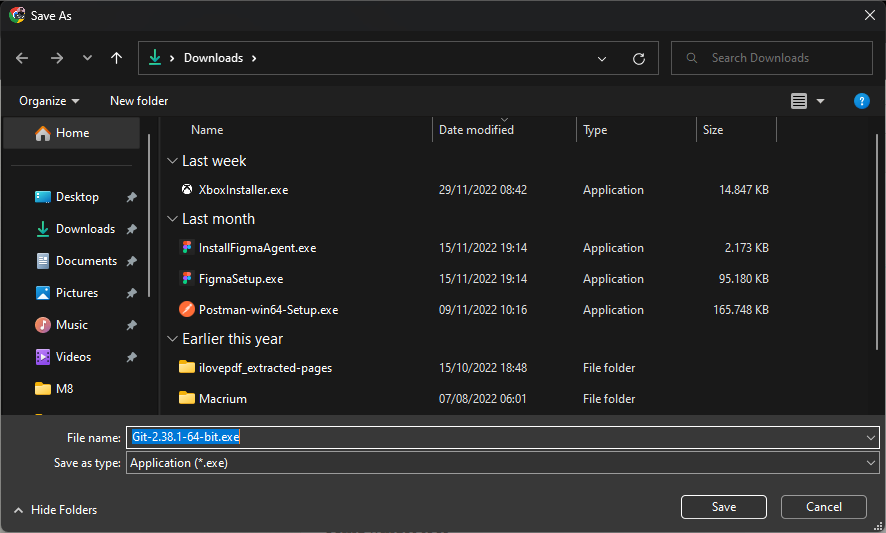 Save As
Downloads
Search Downloads
Organize New folder ?
Home
Desktop
Downloads
Documents
Pictures
Music
Videos
M8
Name Date modified Type Size
Last week
XboxInstaller.exe 29/11/2022 08:42 Application 14.847 KB
Last month
InstallFigmaAgent.exe 15/11/2022 19:14 Application 2.173 KB
FigmaSetup.exe 15/11/2022 19:14 Application 95.180 KB
Postman-win64-Setup.exe 09/11/2022 10:16 Application 165.748 KB
Earlier this year
ilovepdf_extracted-pages 15/10/2022 18:48 File folder
Macrium 07/08/2022 06:01 File folder
File name: Git-2.38.1-64-bit.exe
Save as type: Application (*.exe)
Hide Folders Save Cancel